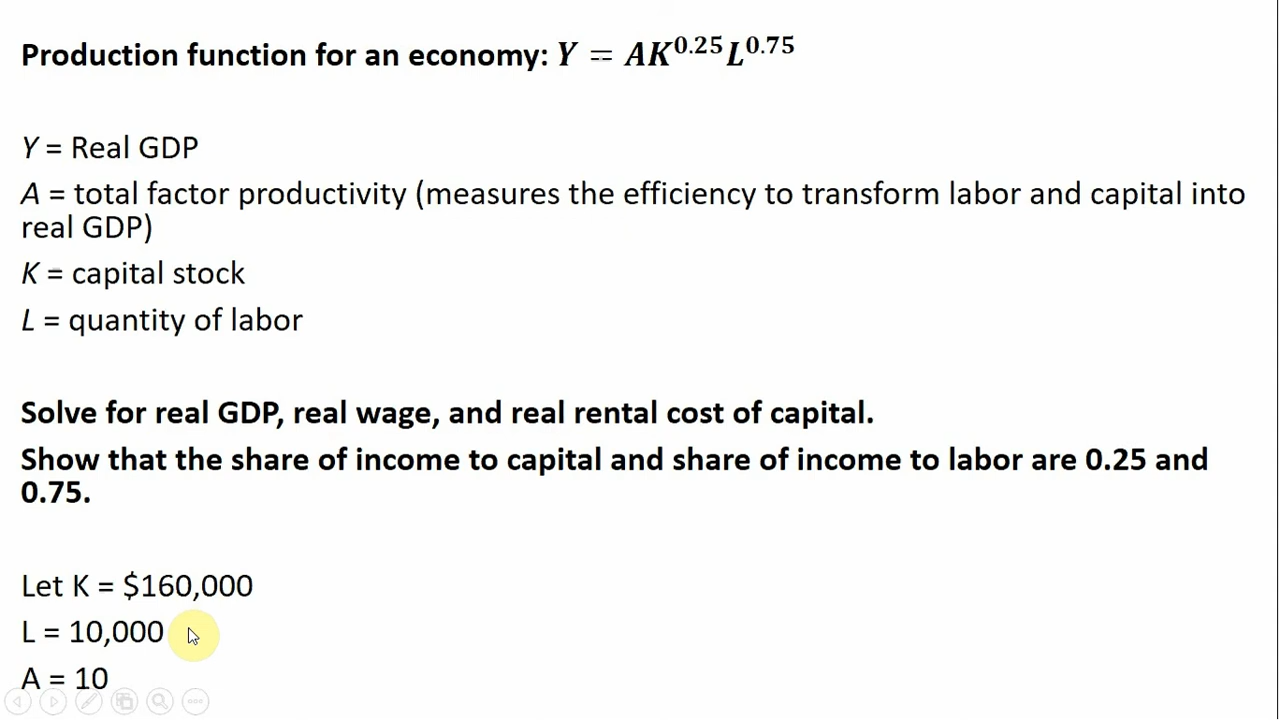 Production function for an economy: Y = AK^0.25 L^0.75
Y = Real GDP
A = total factor productivity (measures the efficiency to transform labor and capital into
real GDP)
K = capital stock
L = quantity of labor
Solve for real GDP, real wage, and real rental cost of capital.
Show that the share of income to capital and share of income to labor are 0.25 and
0.75.
Let K = $160,000
L = 10,000
A = 10